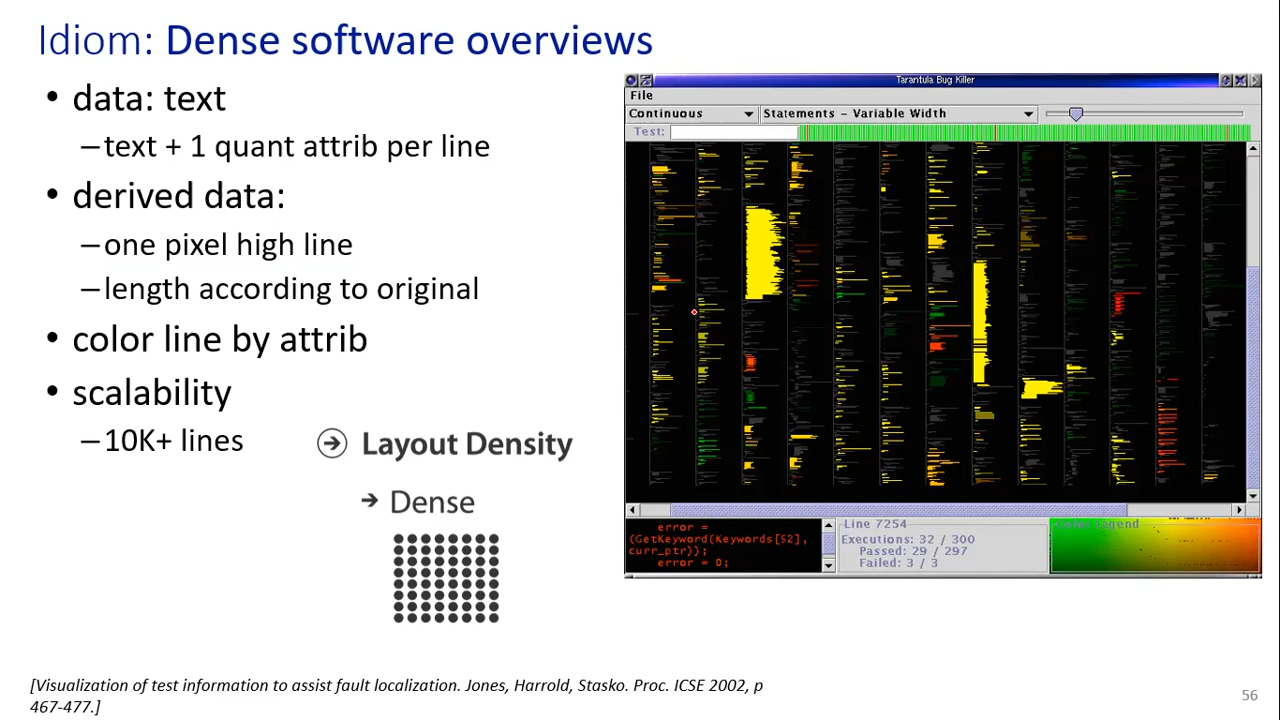 Idiom: Dense software overviews
• data: text
–text + 1 quant attrib per line
• derived data:
–one pixel high line
–length according to original
• color line by attrib
• scalability
–10K+ lines
Layout Density
Dense
Tarantula Bug Killer
File
Continuous
Statements - Variable Width
Test:
error =
(GetKeyword(Keywords[S2],
curr_ptr));
error = 0;
Line 7254
Executions: 32 / 300
Passed: 29 / 297
Failed: 3 / 3
Color Legend
[Visualization of test information to assist fault localization. Jones, Harrold, Stasko. Proc. ICSE 2002, p
467-477.]
56